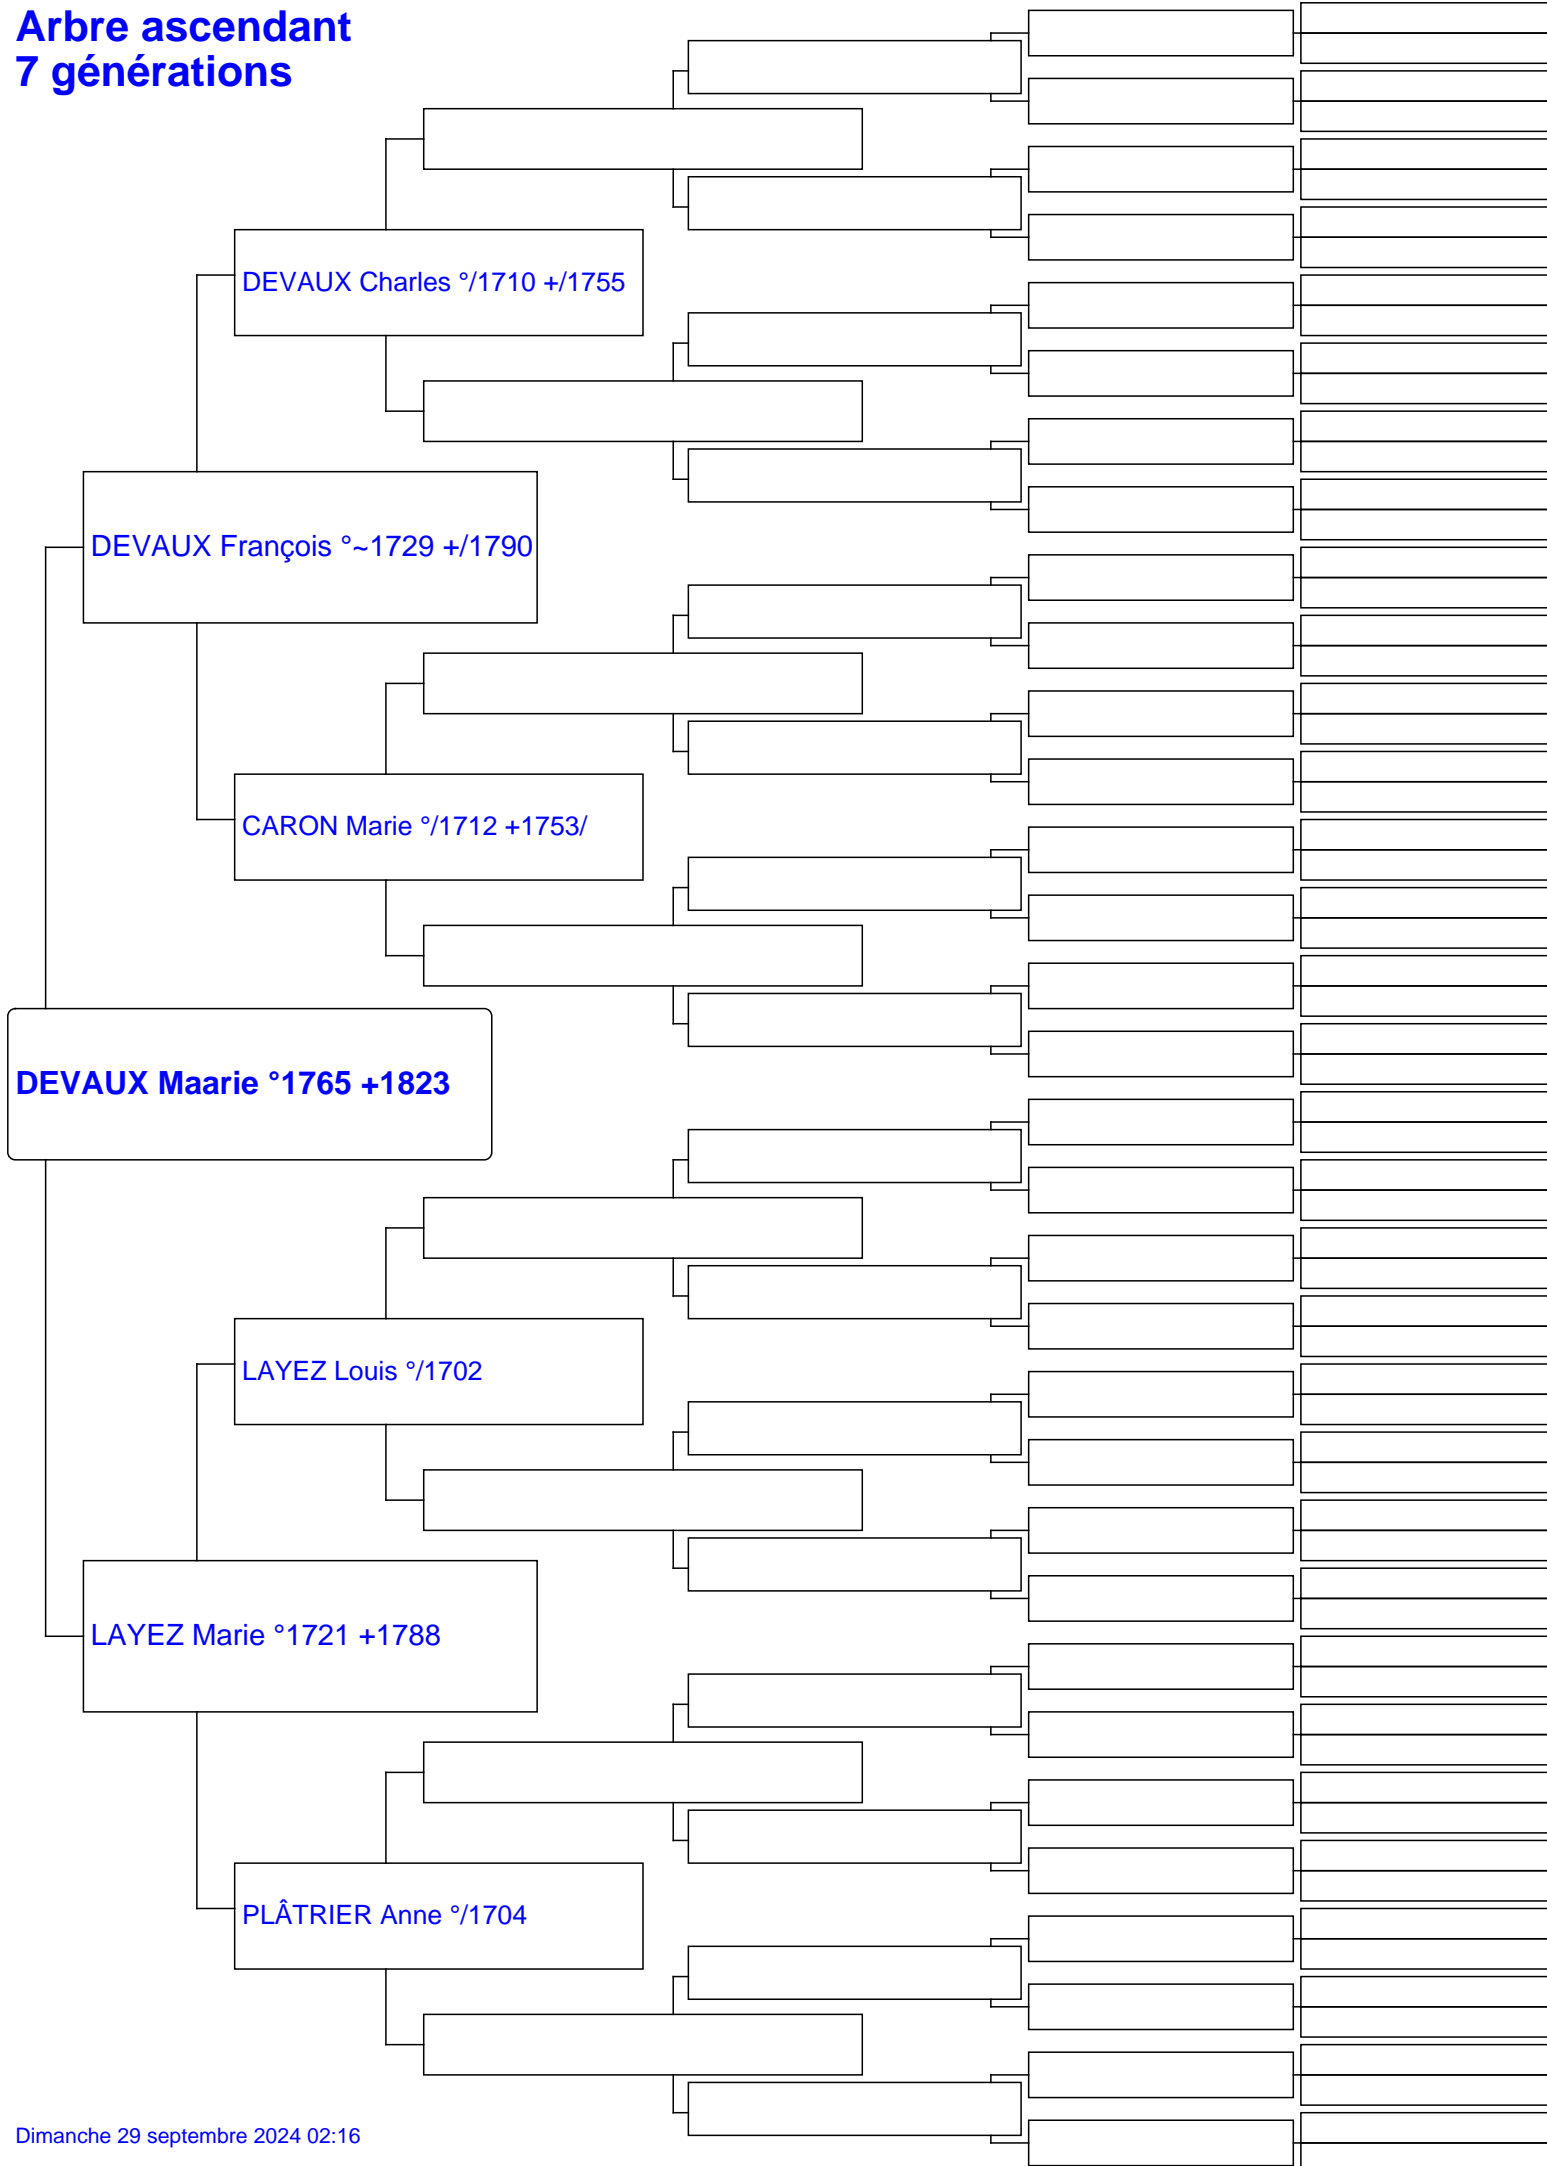 Arbre ascendant
7 générations
DEVAUX Charles °/1710 +/1755
DEVAUX François °~1729 +/1790
CARON Marie °/1712 +1753/
DEVAUX Maarie °1765 +1823
LAYEZ Louis °/1702
LAYEZ Marie °1721 +1788
PLÂTRIER Anne °/1704
Dimanche 29 septembre 2024 02:16